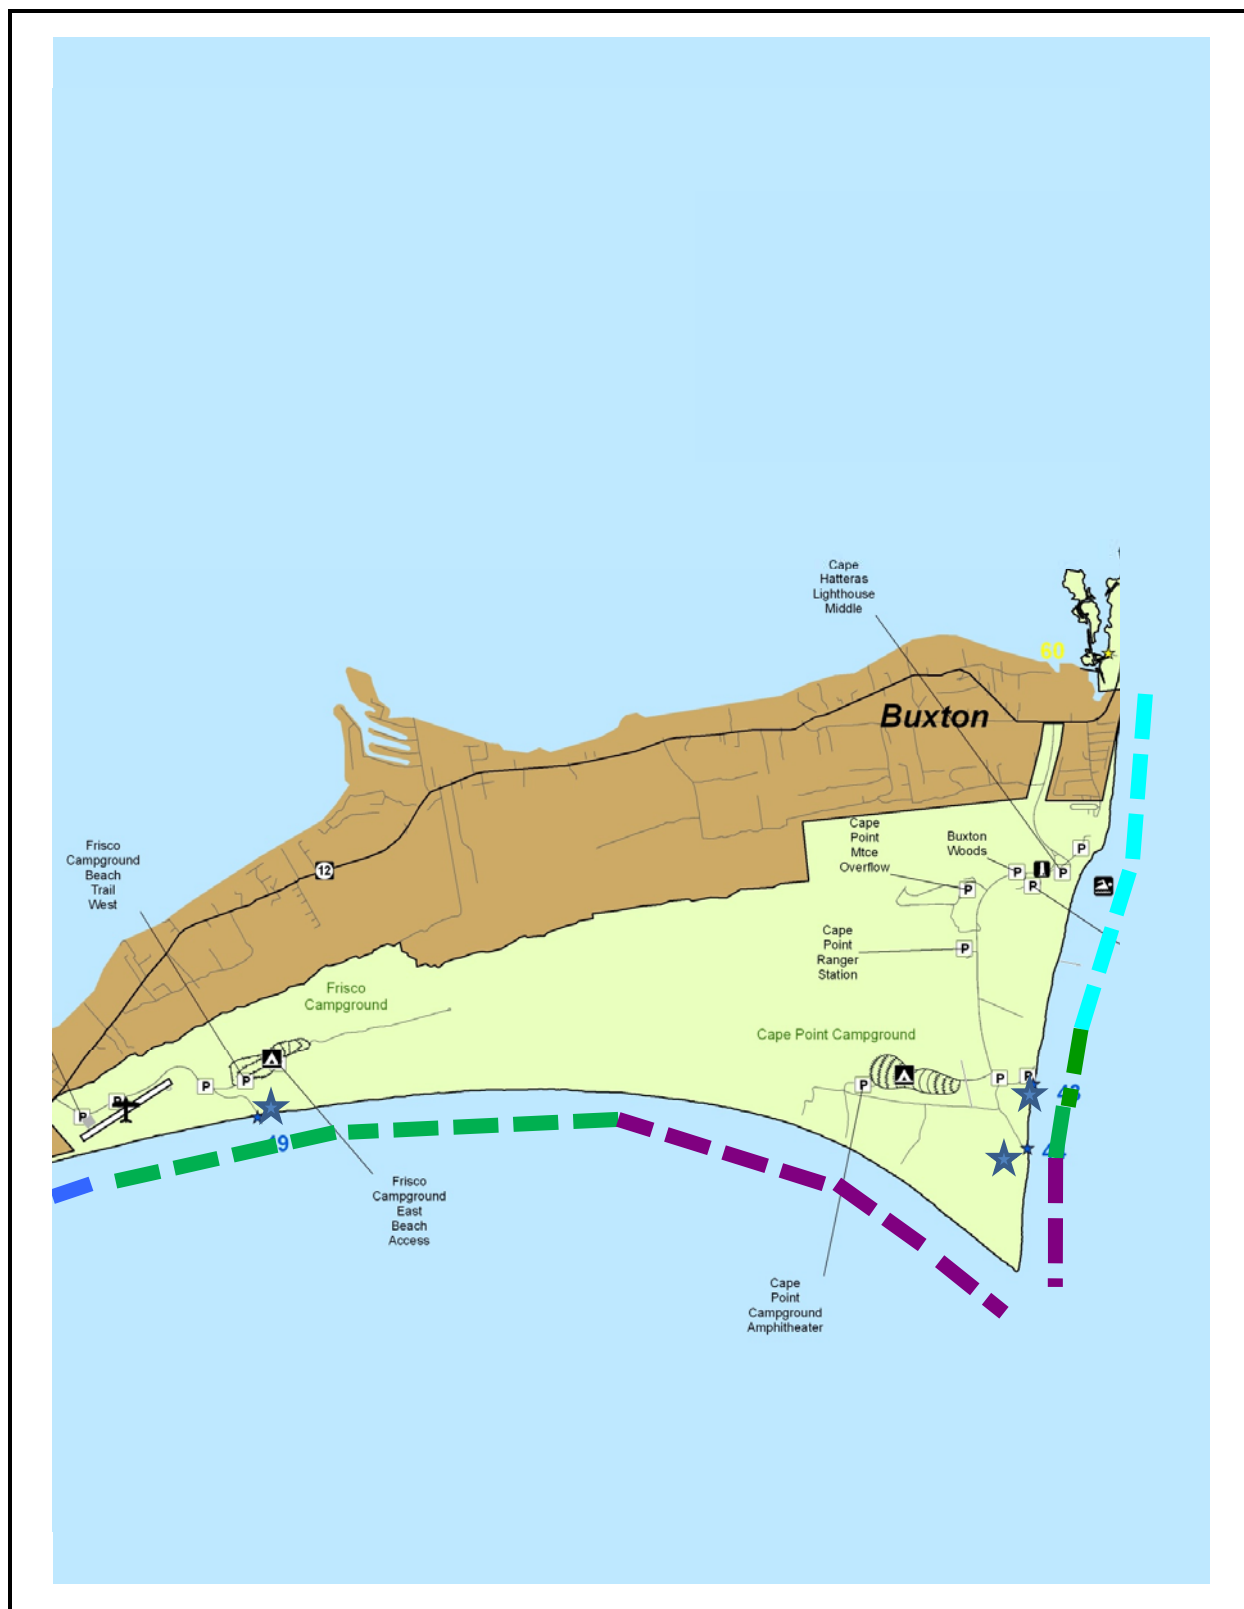 Cape
Hatteras
Lighthouse
Middle
60
Buxton
Cape
Point
Mtce
Overflow
Buxton
Woods
Frisco
Campground
Beach
Trail
West
12
P
P
P
R
P
Cape
Point
Ranger
Station
P
Frisco
Campground
Cape Point Campground
P
P
P
P
P
P
R
49
Frisco
Campground
East
Beach
Access
Cape
Point
Campground
Amphitheater